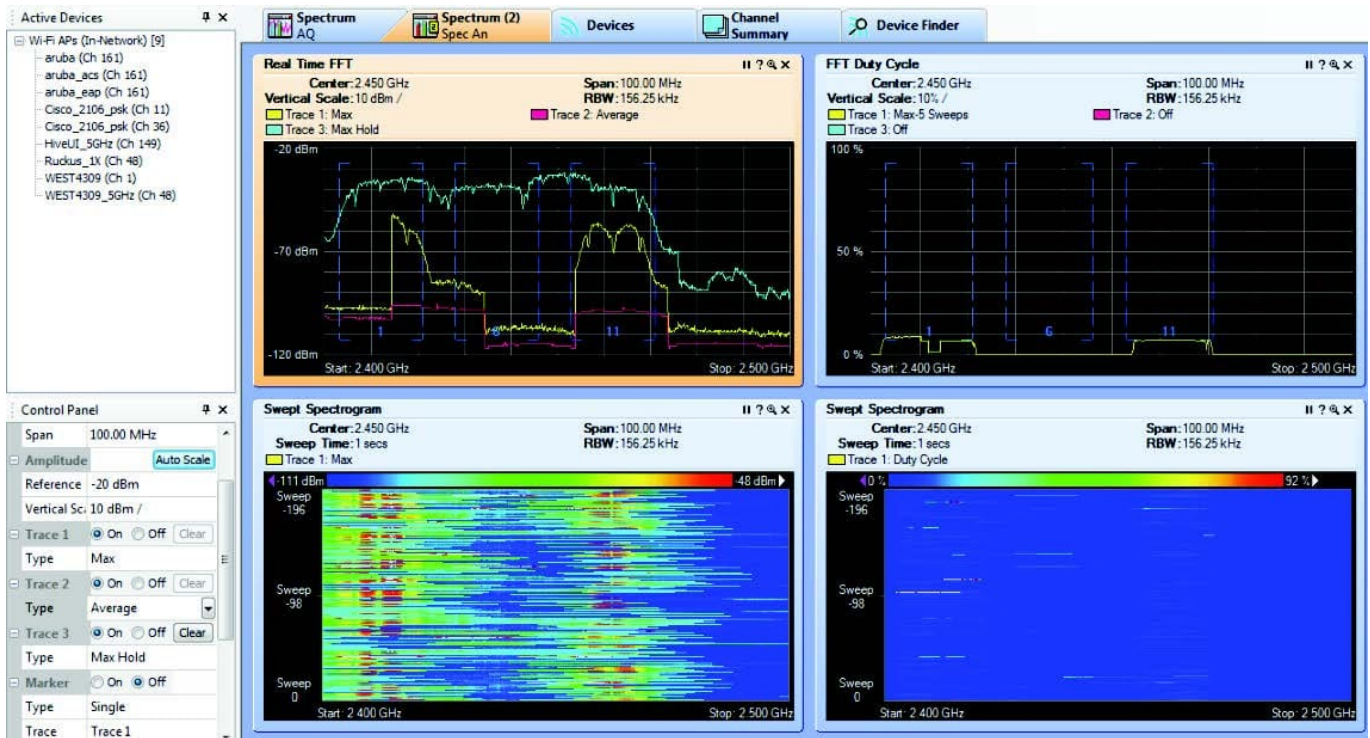 Active Devices
Wi-Fi APs (In-Network) [9]
aruba (Ch 161)
aruba_acs (Ch 161)
aruba_eap (Ch 161)
Cisco_2106_psk (Ch 11)
Cisco_2106_psk (Ch 36)
HiveUI_5GHz (Ch 149)
Ruckus_1X (Ch 48)
WEST4309 (Ch 1)
WEST4309_5GHz (Ch 48)
Control Panel
Span 100.00 MHz
Amplitude Auto Scale
Reference -20 dBm
Vertical Sc 10 dBm /
Trace 1 On Off Clear
Type Max
Trace 2 On Off Clear
Type Average
Trace 3 On Off Clear
Type Max Hold
Marker On Off
Type Single
Trace Trace 1
Spectrum
AQ
Spectrum (2)
Spec An
Devices
Channel
Summary
Device Finder
Real Time FFT
Center: 2.450 GHz Span: 100.00 MHz
Vertical Scale: 10 dBm / RBW: 156.25 kHz
Trace 1: Max Trace 2: Average
Trace 3: Max Hold
-20 dBm
-70 dBm
-120 dBm
1 6 11
Start: 2.400 GHz Stop: 2.500 GHz
FFT Duty Cycle
Center: 2.450 GHz Span: 100.00 MHz
Vertical Scale: 10% / RBW: 156.25 kHz
Trace 1: Max-5 Sweeps Trace 2: Off
Trace 3: Off
100 %
50 %
0 %
1 6 11
Start: 2.400 GHz Stop: 2.500 GHz
Swept Spectrogram
Center: 2.450 GHz Span: 100.00 MHz
Sweep Time: 1 secs RBW: 156.25 kHz
Trace 1: Max
-111 dBm -48 dBm
Sweep
-196
Sweep
-98
Sweep
0
Start: 2.400 GHz Stop: 2.500 GHz
Swept Spectrogram
Center: 2.450 GHz Span: 100.00 MHz
Sweep Time: 1 secs RBW: 156.25 kHz
Trace 1: Duty Cycle
0 % 92 %
Sweep
-196
Sweep
-98
Sweep
0
Start: 2.400 GHz Stop: 2.500 GHz